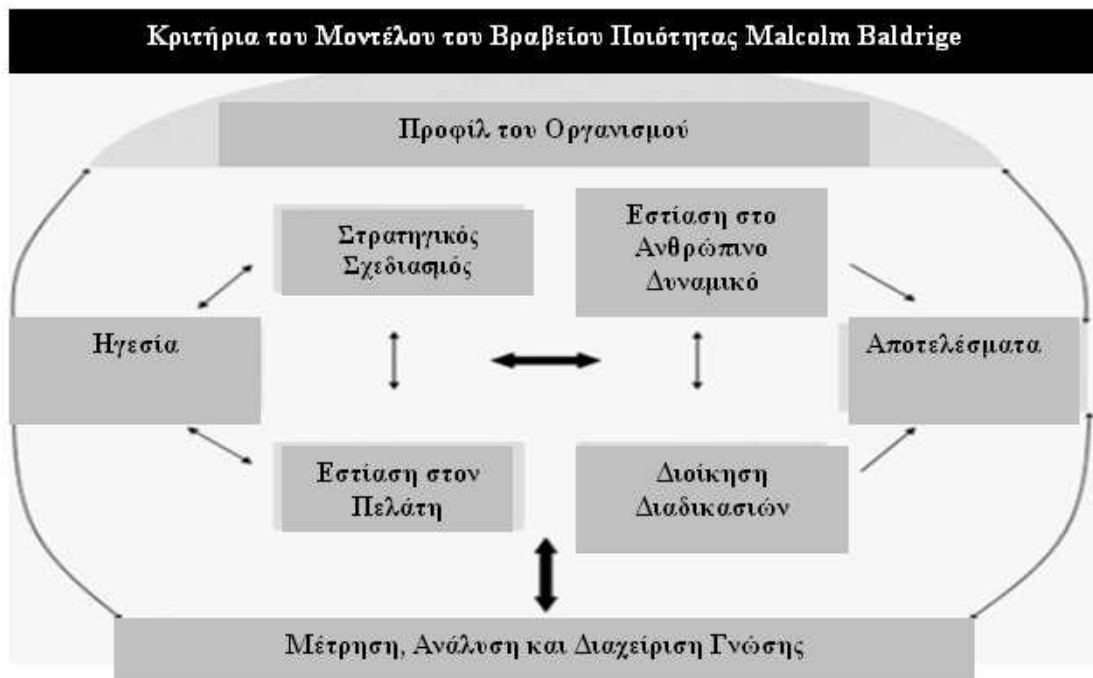 Κριτήρια του Μοντέλου του Βραβείου Ποιότητας Malcolm Baldrige
Προφίλ του Οργανισμού
Στρατηγικός
Σχεδιασμός
Εστίαση στο
Ανθρώπινο
Δυναμικό
Ηγεσία
Αποτελέσματα
Εστίαση στον
Πελάτη
Διοίκηση
Διαδικασιών
Μέτρηση, Ανάλυση και Διαχείριση Γνώσης